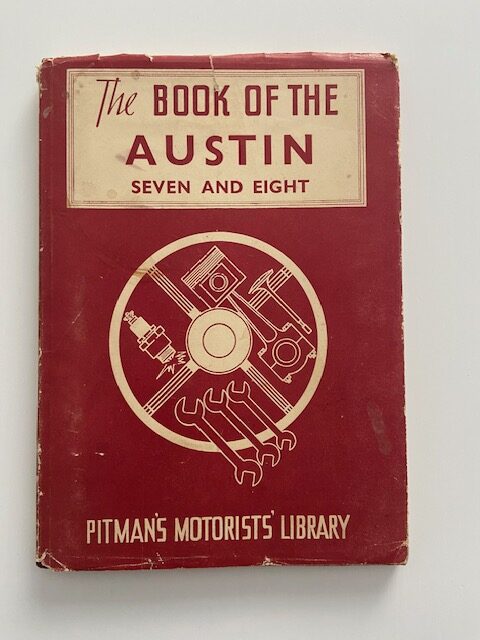 The BOOK OF THE
AUSTIN
SEVEN AND EIGHT
PITMAN'S MOTORISTS' LIBRARY